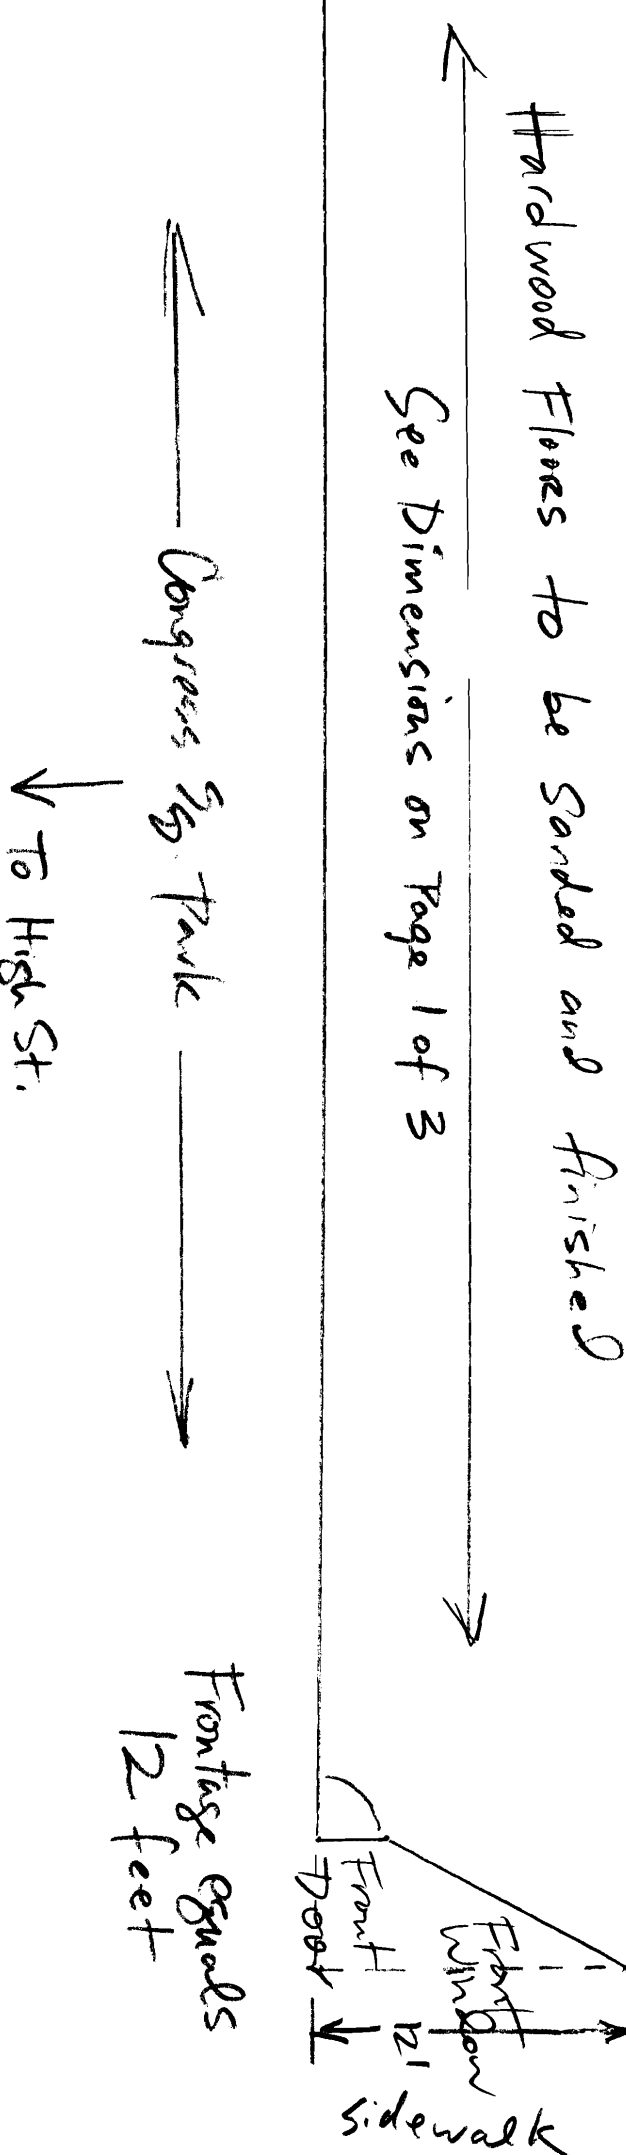 Hardwood Floors to be Sanded and finished
See Dimensions on Page 1 of 3
Congress Park
↓ To High St.
Frontage equals
12 feet
Front
Door
Front
Window
12'
sidewalk